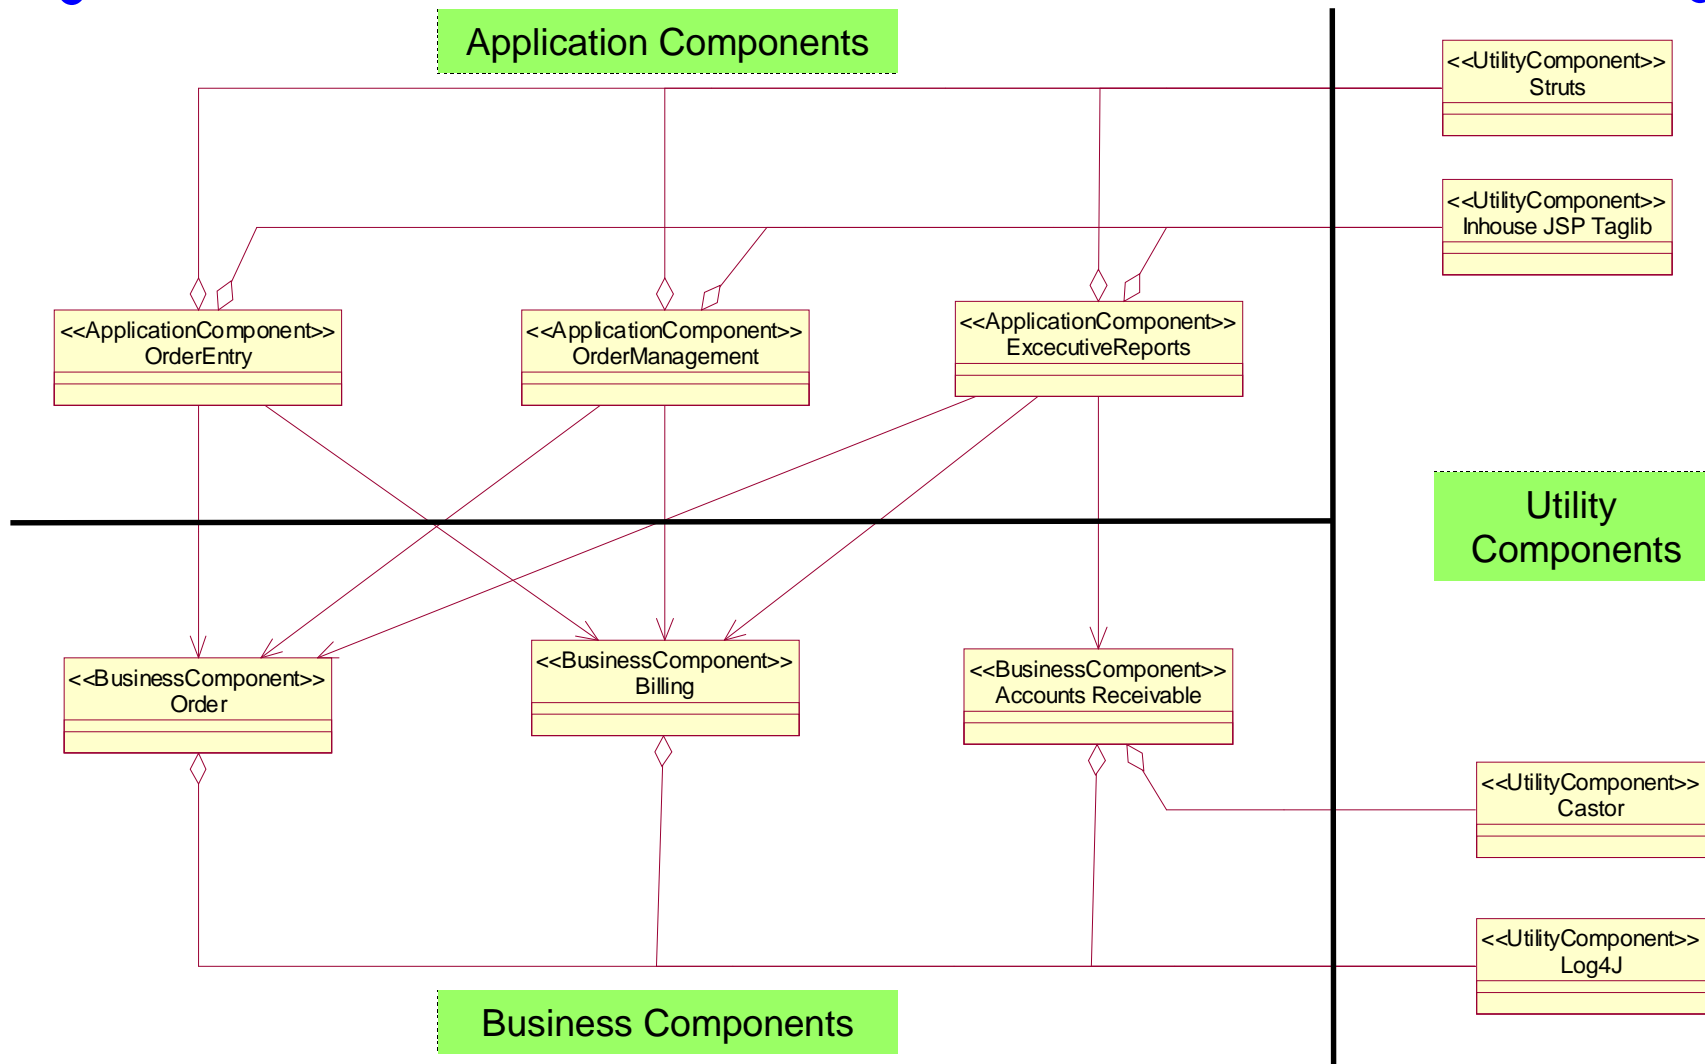 Application Components
<<UtilityComponent>>
Struts
<<UtilityComponent>>
Inhouse JSP Taglib
<<ApplicationComponent>>
OrderEntry
<<ApplicationComponent>>
OrderManagement
<<ApplicationComponent>>
ExcecutiveReports
Utility
Components
<<BusinessComponent>>
Order
<<BusinessComponent>>
Billing
<<BusinessComponent>>
Accounts Receivable
<<UtilityComponent>>
Castor
<<UtilityComponent>>
Log4J
Business Components